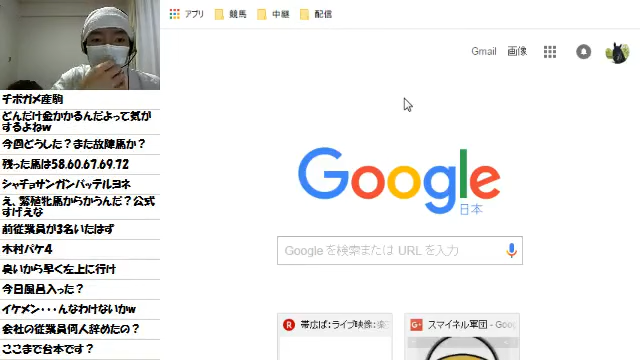 アプリ 競馬 中継 配信
Gmail 画像
Google
日本
Google を検索または URL を入力
帯広ば:ライブ映像:楽
スマイネル軍団 - Goog
チボガメ産駒
どんだけ金かかるんだよって気が
するよねw
今回どうした?また故障馬か?
残った馬は58.60.67.69.72
シャチョサンガンバッテルヨネ
え、繁殖牝馬からかうんだ?公式
すげえな
前従業員が3名いたはず
木村パケ4
臭いから早く左上に行け
今日風呂入った?
イケメン・・・んなわけないかw
会社の従業員何人辞めたの?
ここまで台本です?